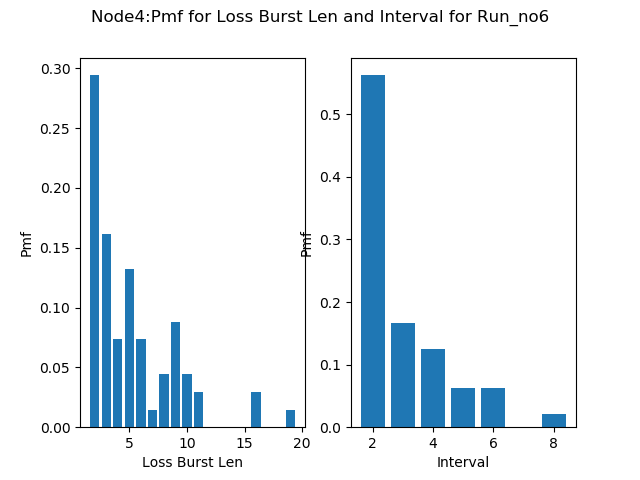 Node4:Pmf for Loss Burst Len and Interval for Run_no6
Pmf
0.30
0.25
0.20
0.15
0.10
0.05
0.00
5 10 15 20
Loss Burst Len
Pmf
0.5
0.4
0.3
0.2
0.1
0.0
2 4 6 8
Interval